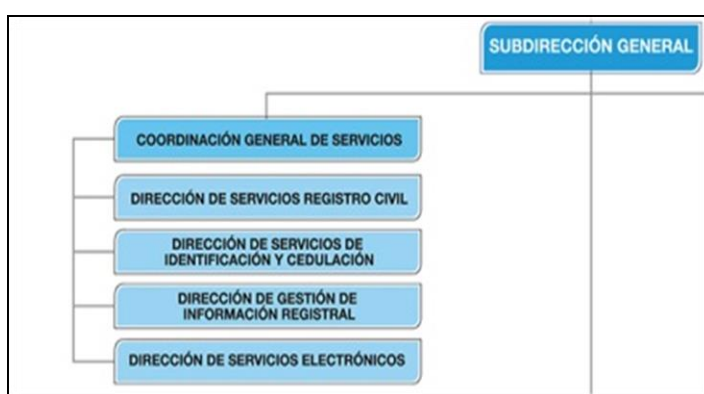 SUBDIRECCIÓN GENERAL
COORDINACIÓN GENERAL DE SERVICIOS
DIRECCIÓN DE SERVICIOS REGISTRO CIVIL
DIRECCIÓN DE SERVICIOS DE
IDENTIFICACIÓN Y CEDULACIÓN
DIRECCIÓN DE GESTIÓN DE
INFORMACIÓN REGISTRAL
DIRECCIÓN DE SERVICIOS ELECTRÓNICOS